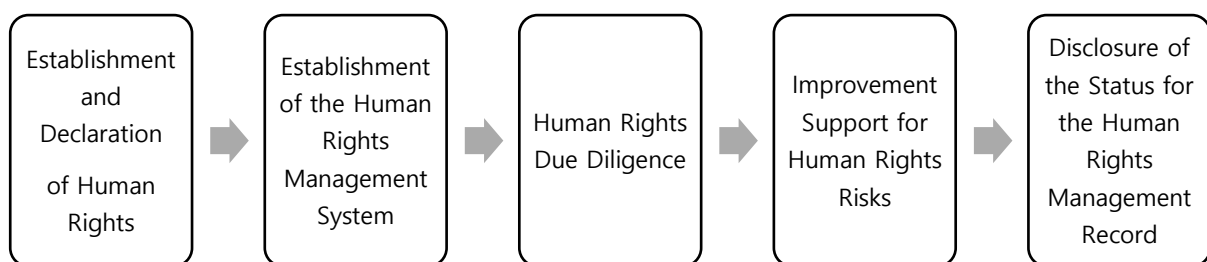 Establishment
and
Declaration
of Human
Rights
Establishment
of the Human
Rights
Management
System
Human Rights
Due Diligence
Improvement
Support for
Human Rights
Risks
Disclosure of
the Status for
the Human
Rights
Management
Record